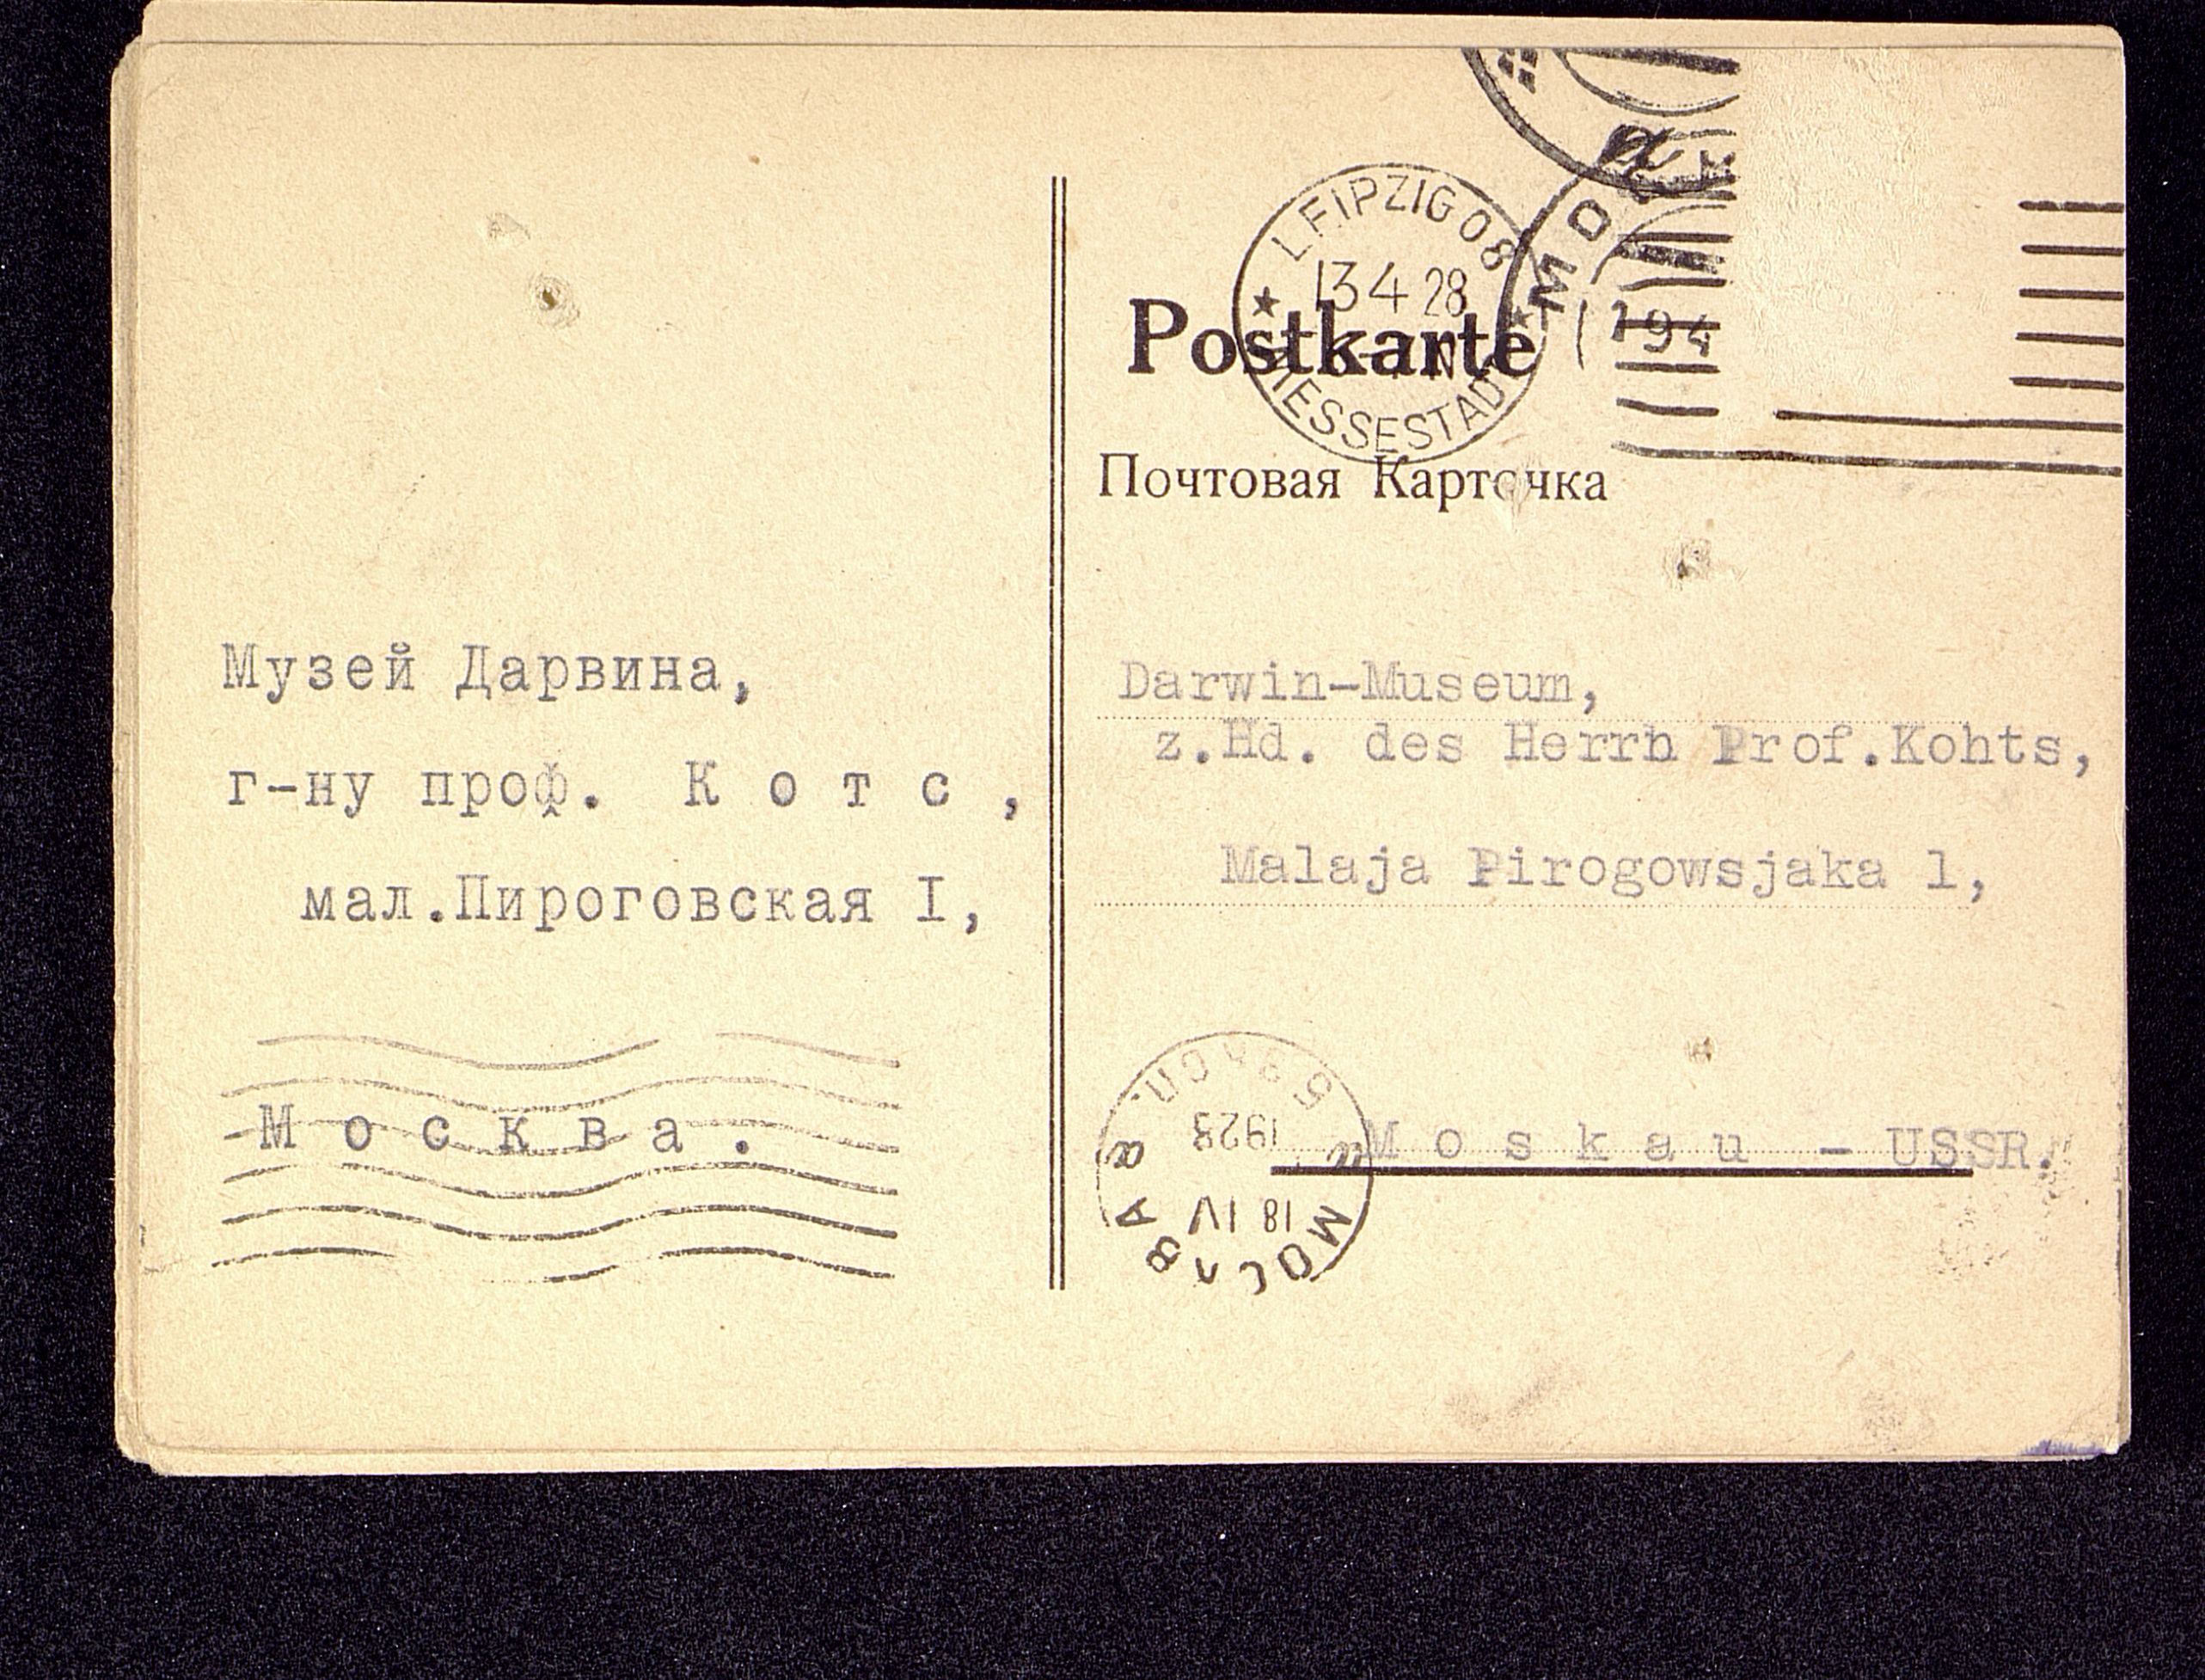 LEIPZIG 08
13 4 28
MESSESTADT
Postkarte
Почтовая Карточка
Музей Дарвина,
г-ну проф. К о т с ,
мал.Пироговская I,
М о с к в а .
Darwin-Museum,
z.Hd. des Herrn Prof.Kohts,
Malaja Pirogowsjaka 1,
M o s k a u - USSR.
МОСКВА
18 IV
1928